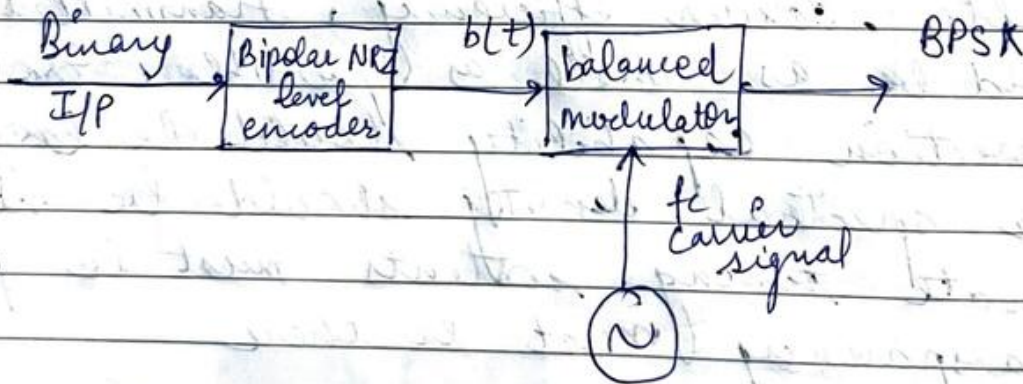 Binary
I/P
Bipolar NRZ
level
encoder
b(t)
balanced
modulator
BPSK
fc
carrier
signal